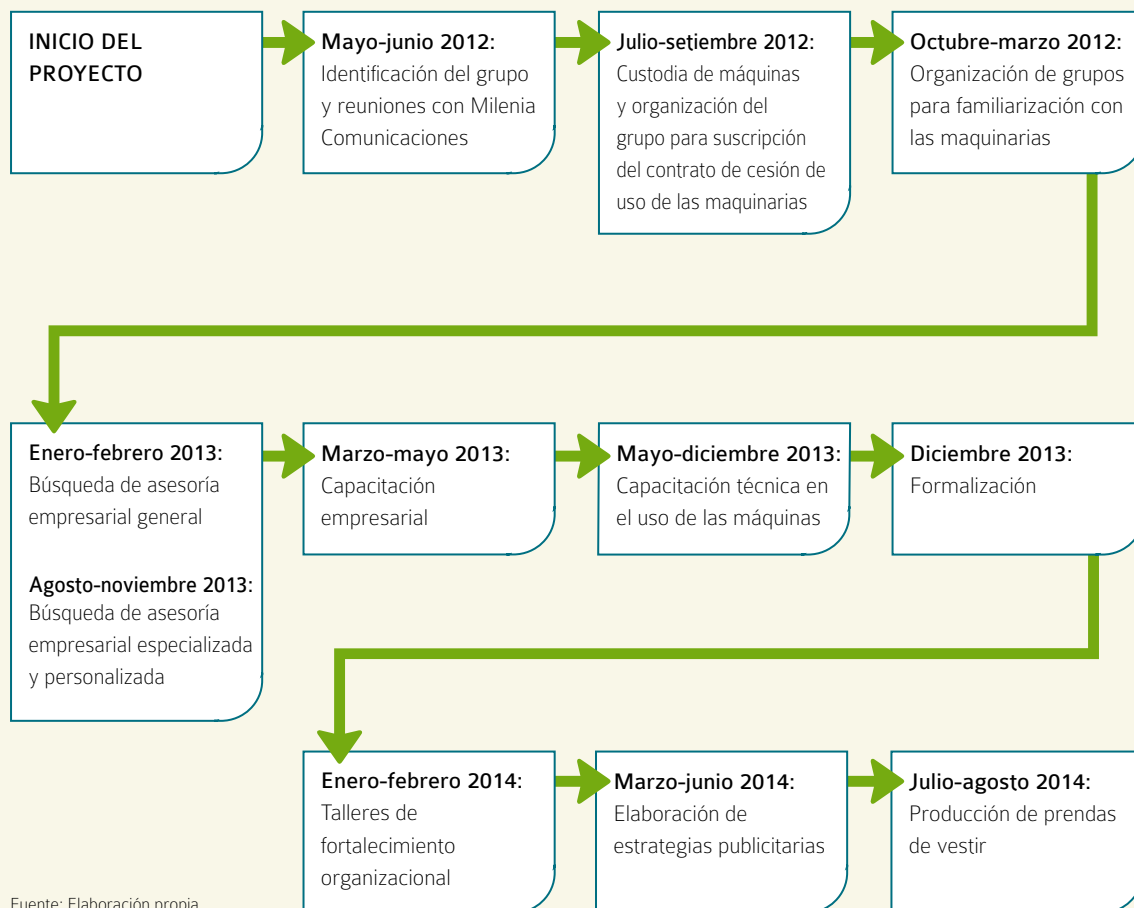 INICIO DEL
PROYECTO
Mayo-junio 2012:
Identificación del grupo
y reuniones con Milenia
Comunicaciones
Julio-setiembre 2012:
Custodia de máquinas
y organización del
grupo para suscripción
del contrato de cesión de
uso de las maquinarias
Octubre-marzo 2012:
Organización de grupos
para familiarización con
las maquinarias
Enero-febrero 2013:
Búsqueda de asesoría
empresarial general
Agosto-noviembre 2013:
Búsqueda de asesoría
empresarial especializada
y personalizada
Marzo-mayo 2013:
Capacitación
empresarial
Mayo-diciembre 2013:
Capacitación técnica en
el uso de las máquinas
Diciembre 2013:
Formalización
Enero-febrero 2014:
Talleres de
fortalecimiento
organizacional
Marzo-junio 2014:
Elaboración de
estrategias publicitarias
Julio-agosto 2014:
Producción de prendas
de vestir
Fuente: Elaboración propia